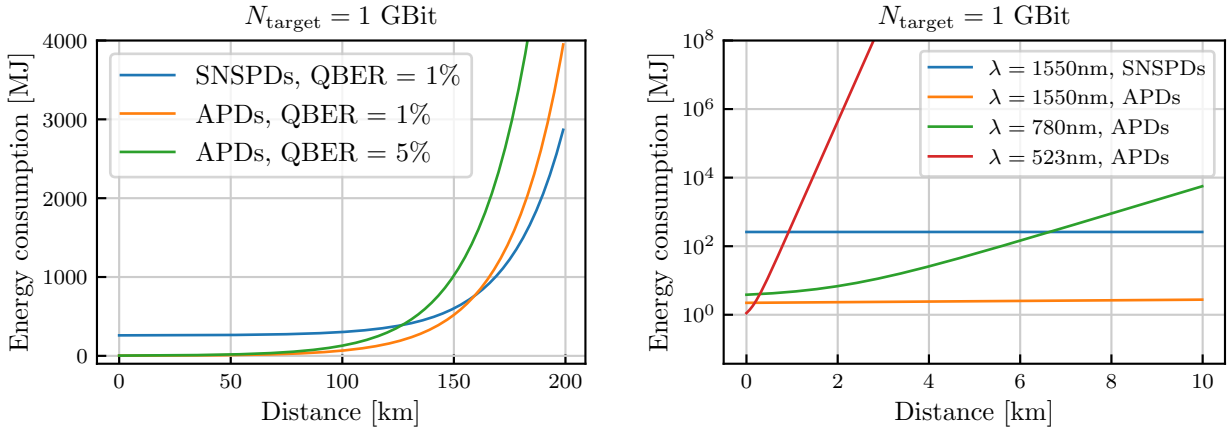 N_target = 1 GBit
Energy consumption [MJ]
4000
3000
2000
1000
0
SNSPDs, QBER = 1%
APDs, QBER = 1%
APDs, QBER = 5%
0 50 100 150 200
Distance [km]
N_target = 1 GBit
Energy consumption [MJ]
10^8
10^6
10^4
10^2
10^0
λ = 1550nm, SNSPDs
λ = 1550nm, APDs
λ = 780nm, APDs
λ = 523nm, APDs
0 2 4 6 8 10
Distance [km]